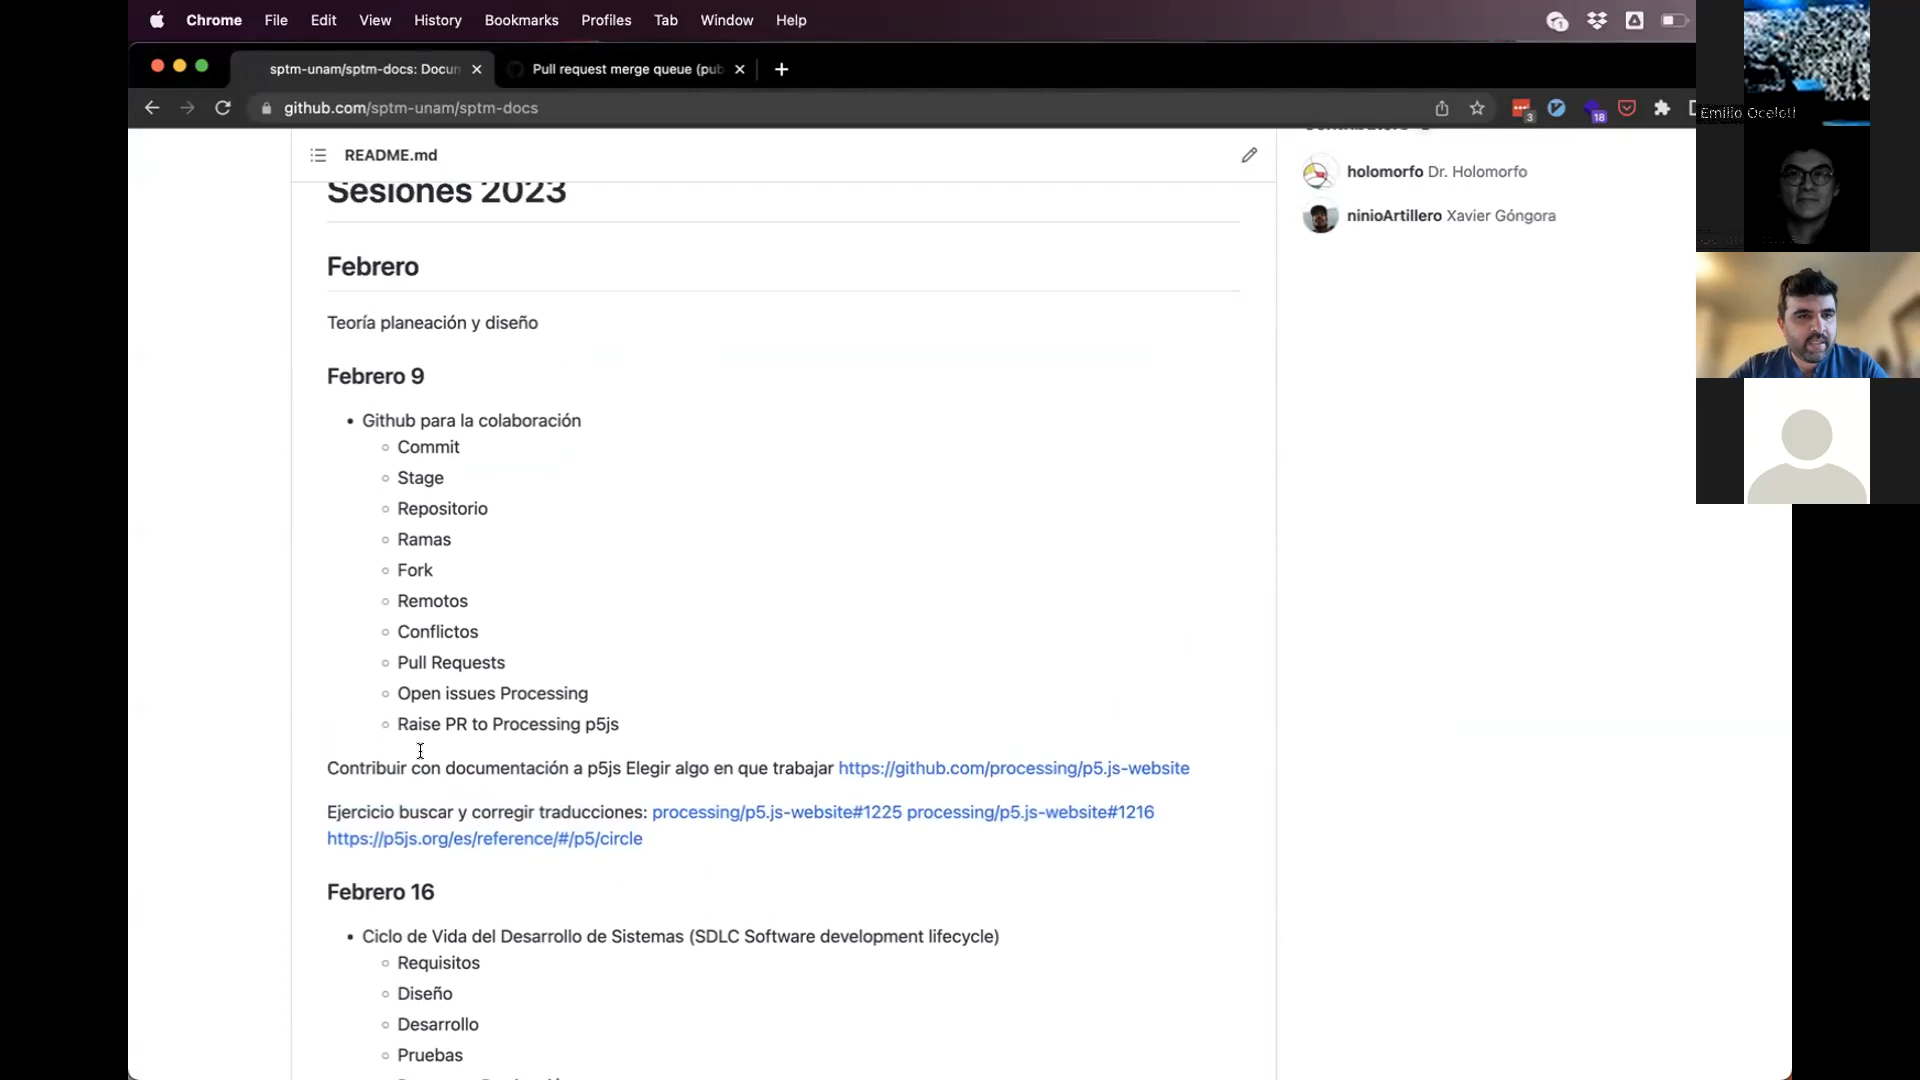 Chrome File Edit View History Bookmarks Profiles Tab Window Help
1
sptm-unam/sptm-docs: Docun
Pull request merge queue (pub
github.com/sptm-unam/sptm-docs
3
18
Emilio Ocelotl
README.md
holomorfo Dr. Holomorfo
ninioArtillero Xavier Góngora
Sesiones 2023
Febrero
Teoría planeación y diseño
Febrero 9
• Github para la colaboración
Commit
Stage
Repositorio
Ramas
Fork
Remotos
Conflictos
Pull Requests
Open issues Processing
Raise PR to Processing p5js
Contribuir con documentación a p5js Elegir algo en que trabajar https://github.com/processing/p5.js-website
Ejercicio buscar y corregir traducciones: processing/p5.js-website#1225 processing/p5.js-website#1216
https://p5js.org/es/reference/#/p5/circle
Febrero 16
• Ciclo de Vida del Desarrollo de Sistemas (SDLC Software development lifecycle)
Requisitos
Diseño
Desarrollo
Pruebas